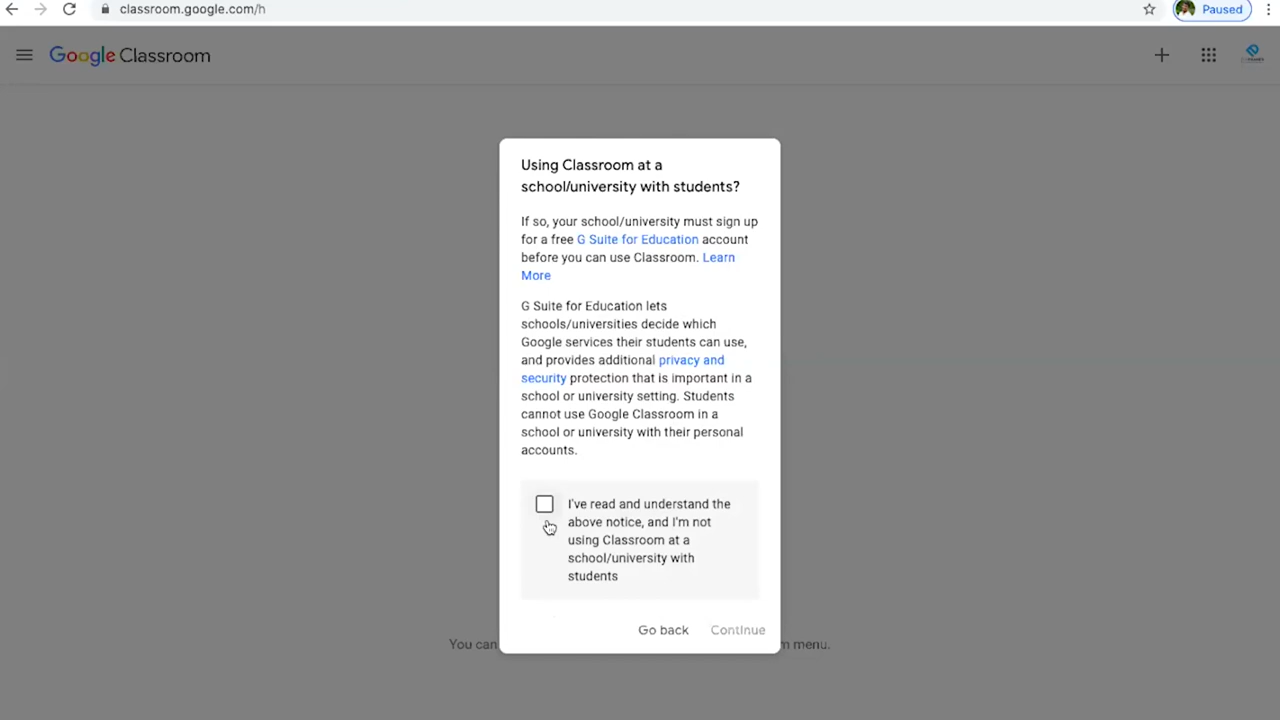 classroom.google.com/h
Paused
Google Classroom
Using Classroom at a
school/university with students?
If so, your school/university must sign up
for a free G Suite for Education account
before you can use Classroom. Learn
More
G Suite for Education lets
schools/universities decide which
Google services their students can use,
and provides additional privacy and
security protection that is important in a
school or university setting. Students
cannot use Google Classroom in a
school or university with their personal
accounts.
I've read and understand the
above notice, and I'm not
using Classroom at a
school/university with
students
Go back Continue
You can menu.